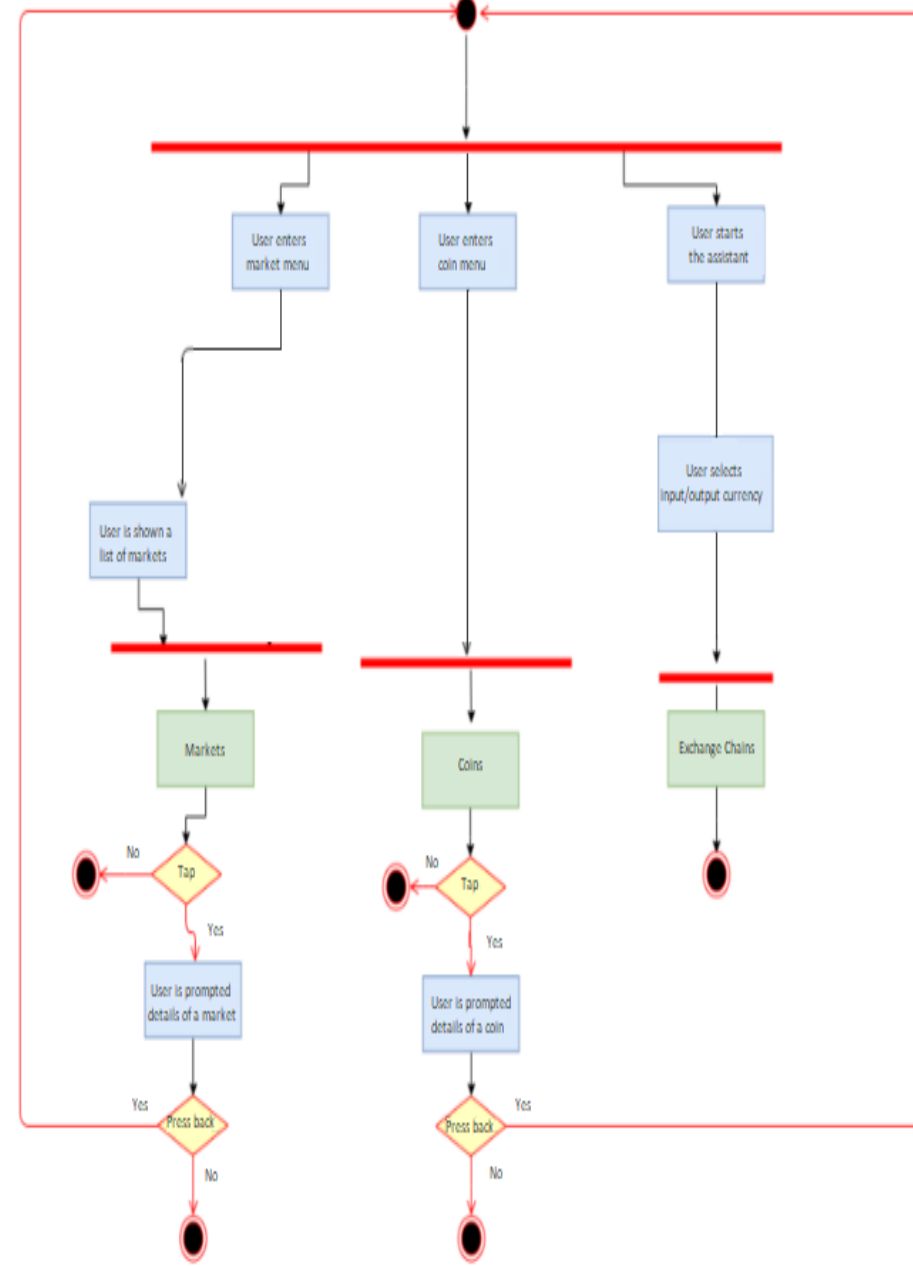 User enters
market menu
User enters
coin menu
User starts
the assistant
User selects
input/output currency
User is shown a
list of markets
Markets
Coins
Exchange Chains
No
Tap
Yes
No
Tap
Yes
User is prompted
details of a market
User is prompted
details of a coin
Yes
Press back
No
Yes
Press back
No